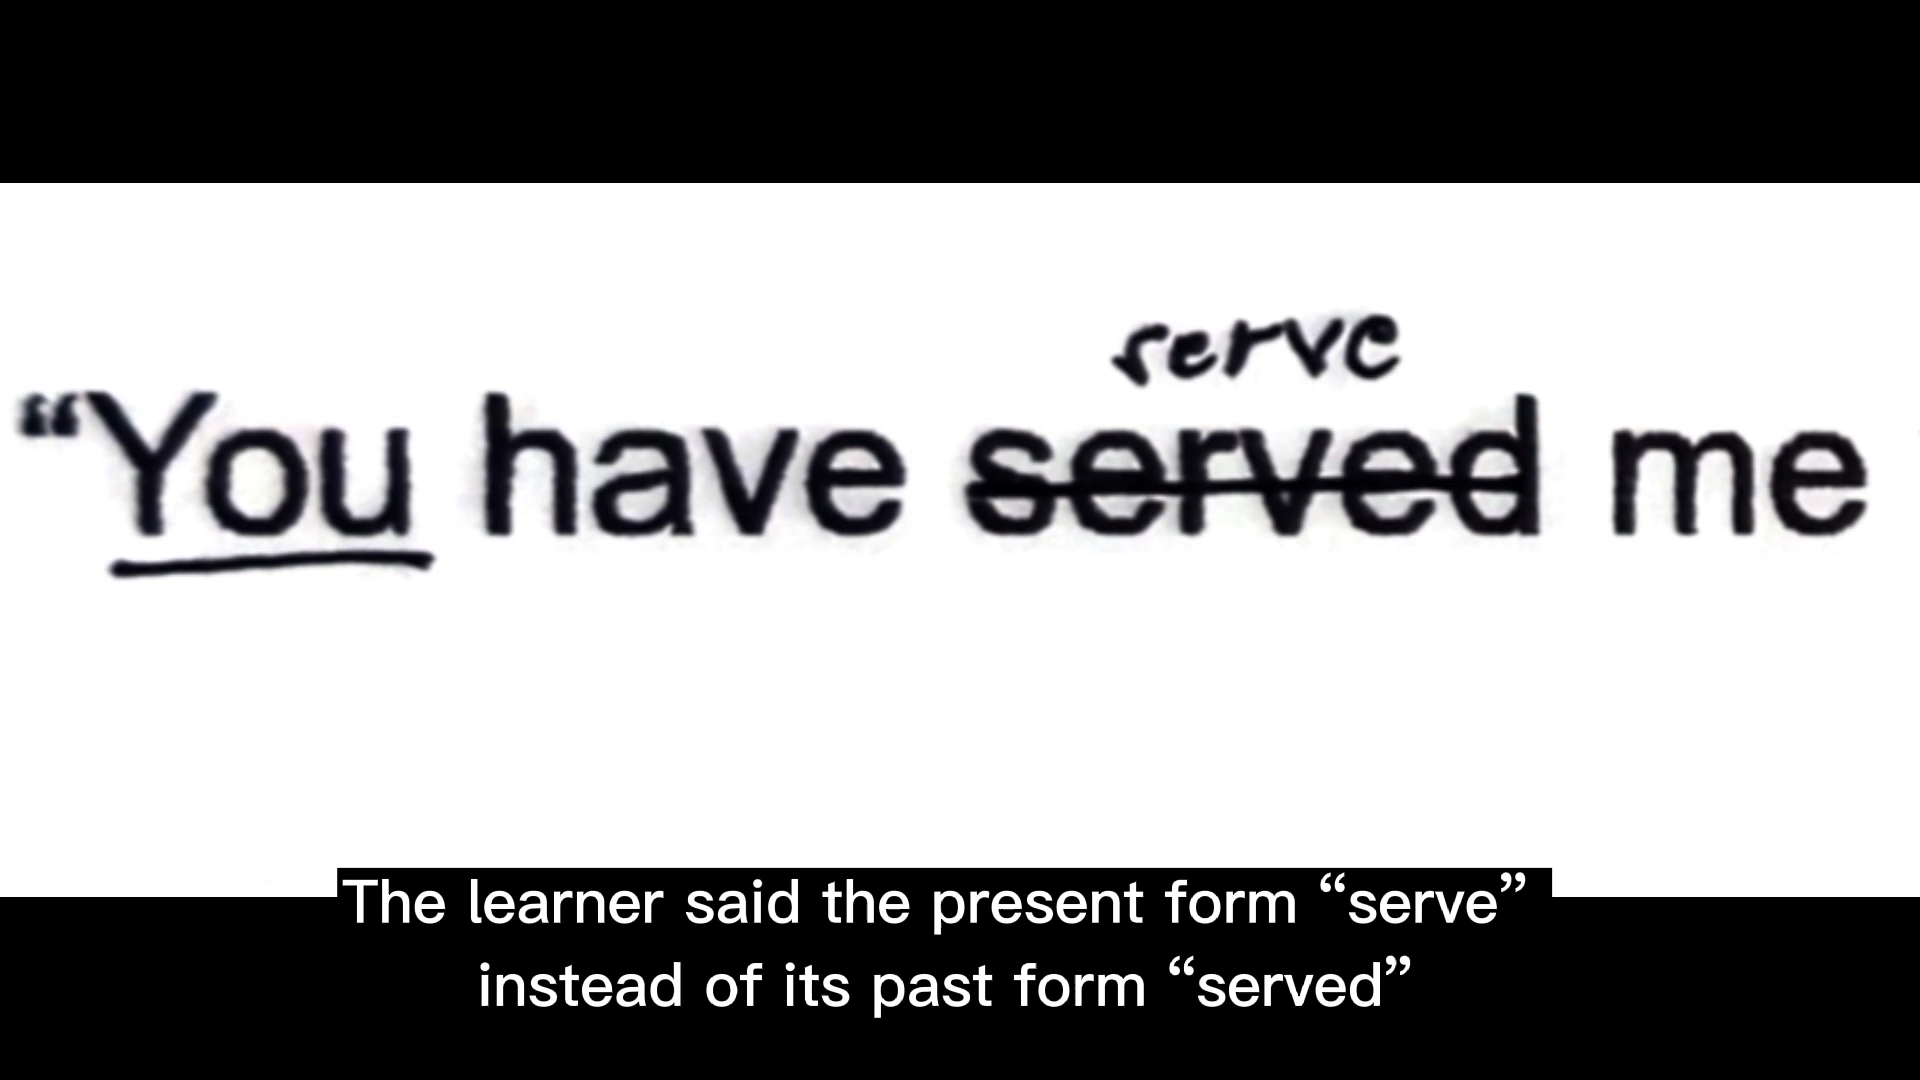 serve
“You have served me
The learner said the present form “serve”
instead of its past form “served”